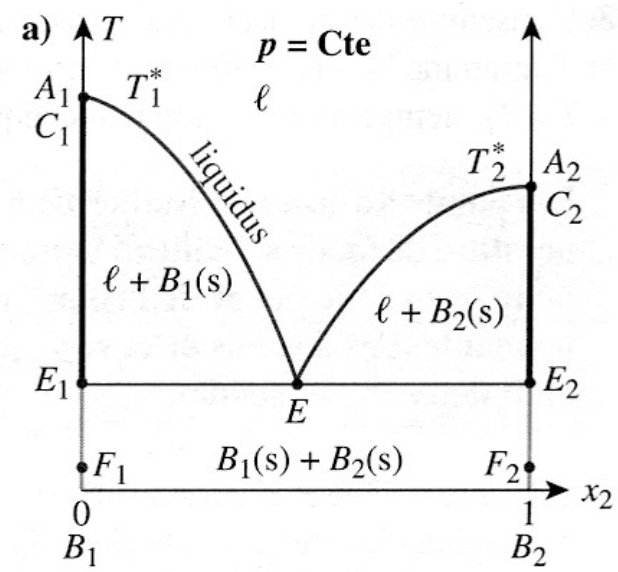 a) T
p = Cte
A₁ T₁*
C₁
ℓ
liquidus
T₂* A₂
C₂
ℓ + B₁(s)
ℓ + B₂(s)
E₁ E E₂
F₁ B₁(s) + B₂(s) F₂
x₂
0 1
B₁ B₂